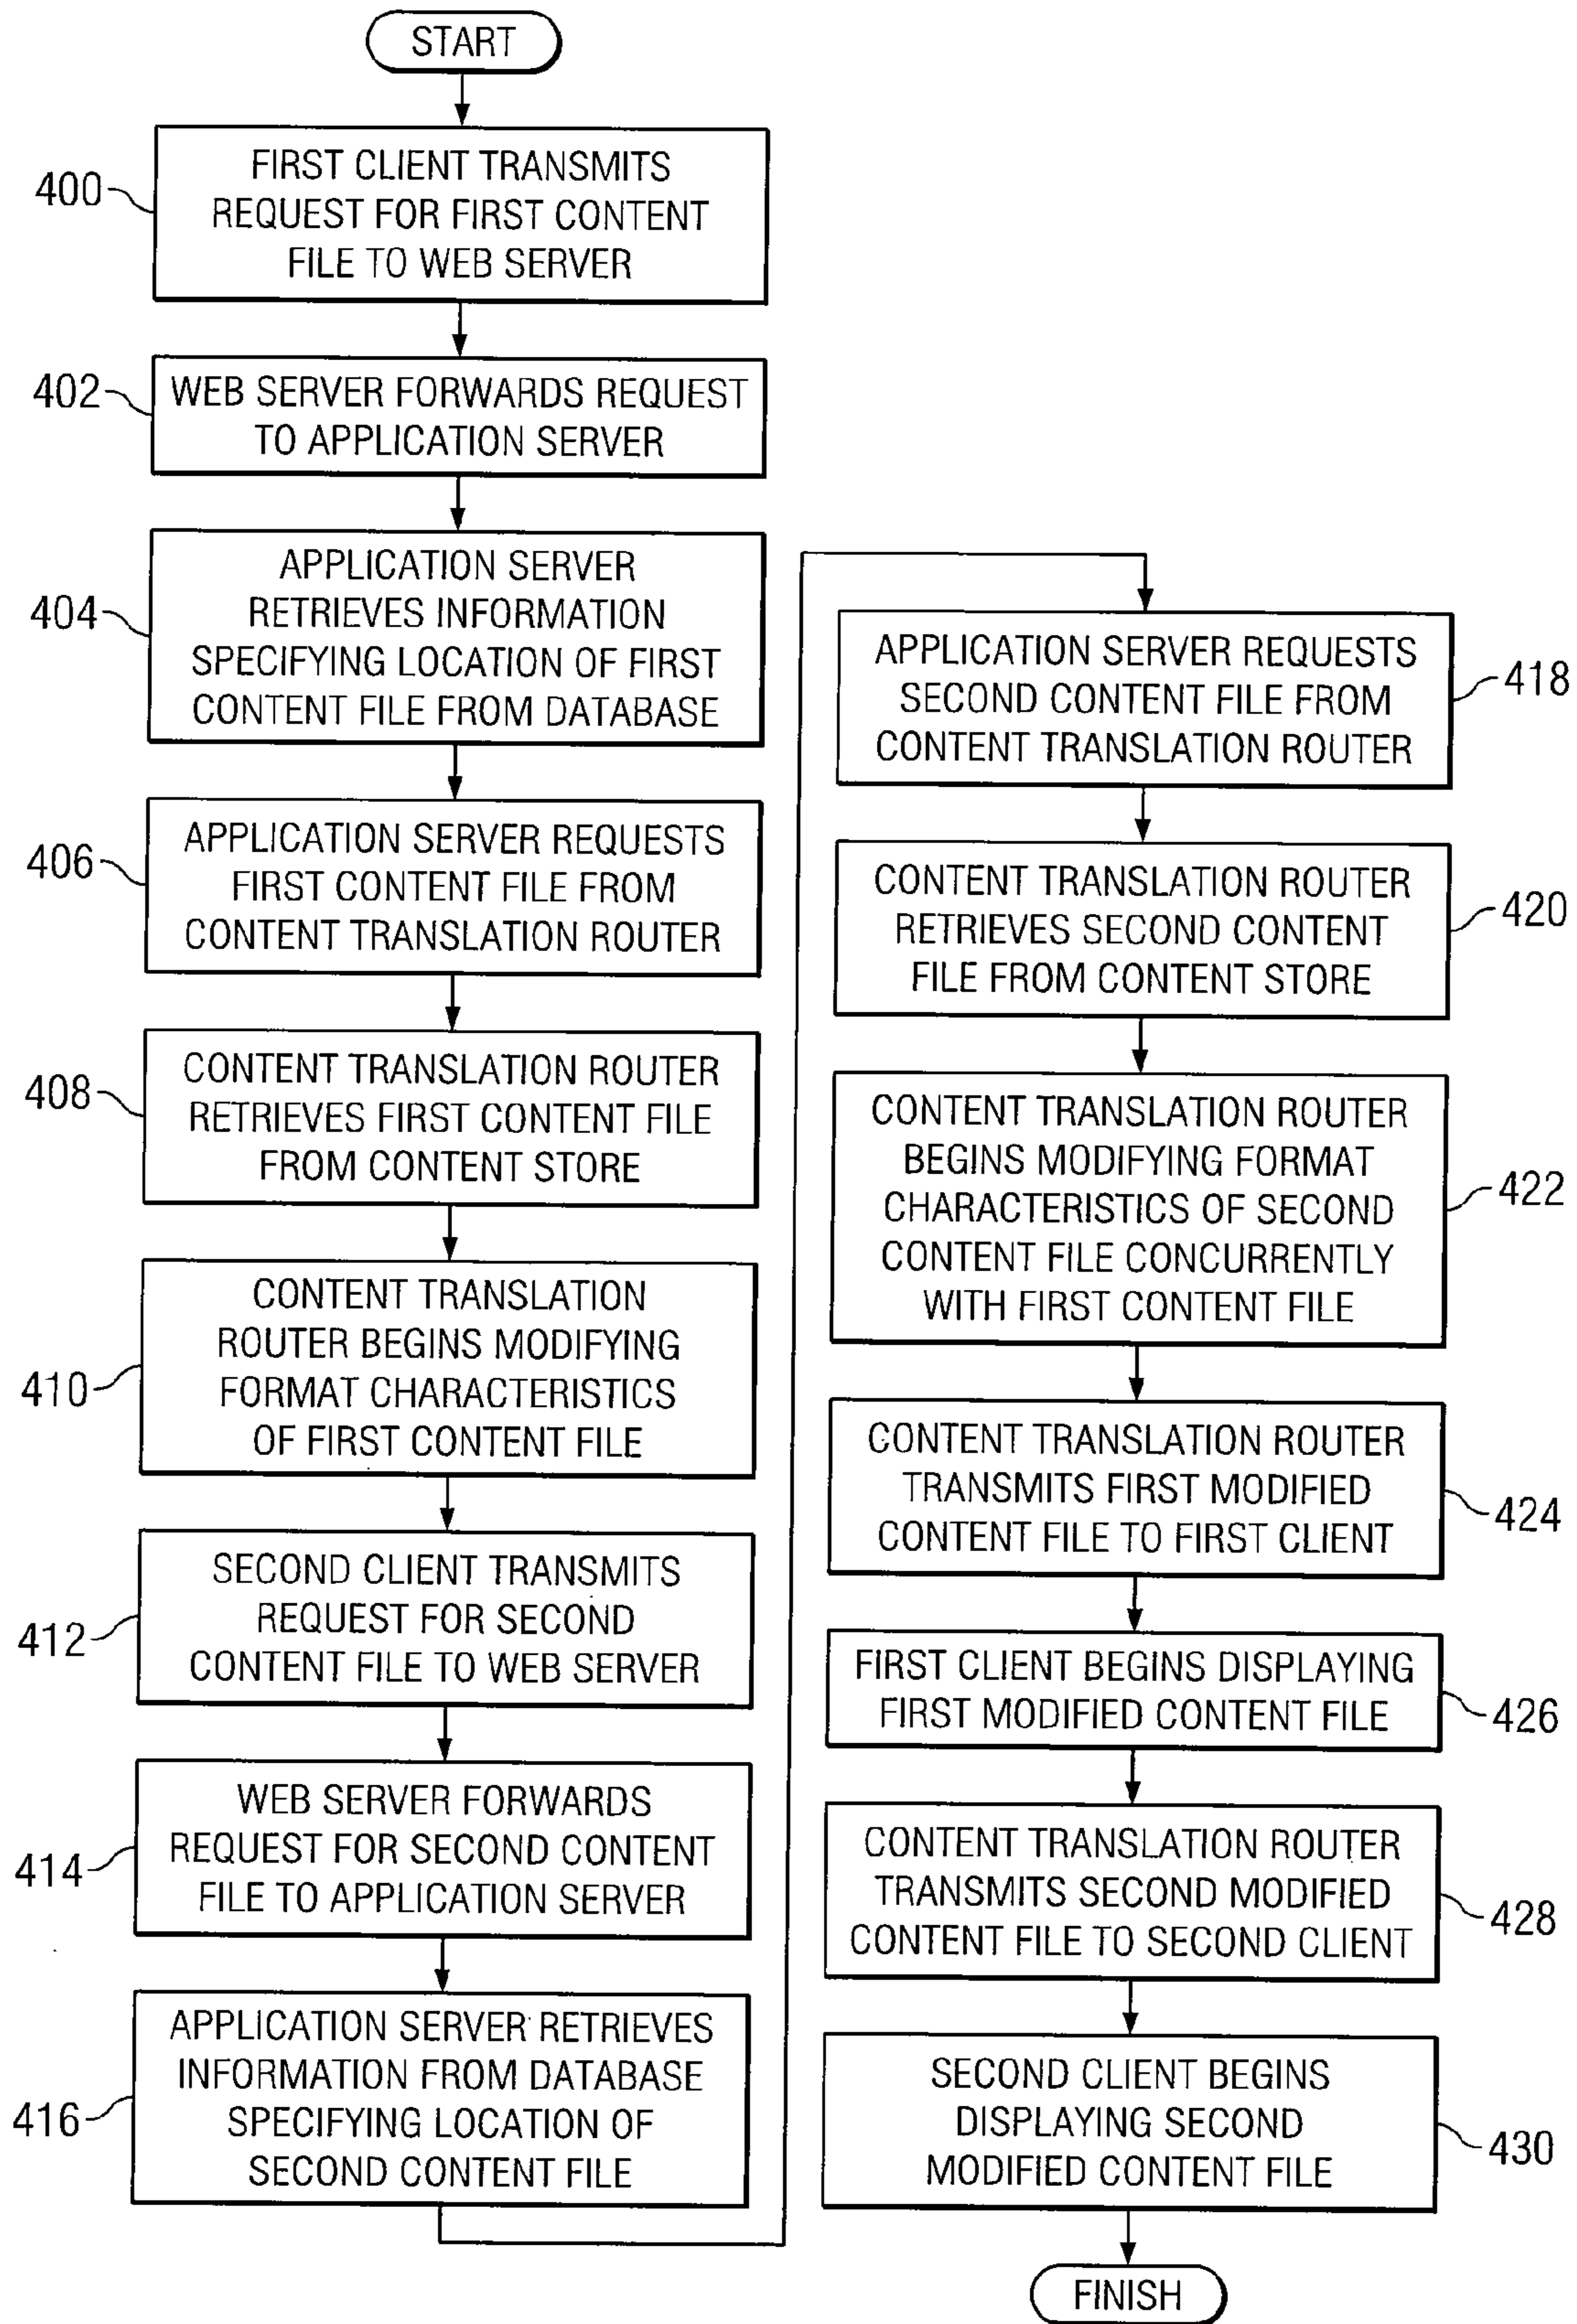 START
400
FIRST CLIENT TRANSMITS
REQUEST FOR FIRST CONTENT
FILE TO WEB SERVER
402
WEB SERVER FORWARDS REQUEST
TO APPLICATION SERVER
404
APPLICATION SERVER
RETRIEVES INFORMATION
SPECIFYING LOCATION OF FIRST
CONTENT FILE FROM DATABASE
406
APPLICATION SERVER REQUESTS
FIRST CONTENT FILE FROM
CONTENT TRANSLATION ROUTER
408
CONTENT TRANSLATION ROUTER
RETRIEVES FIRST CONTENT FILE
FROM CONTENT STORE
410
CONTENT TRANSLATION
ROUTER BEGINS MODIFYING
FORMAT CHARACTERISTICS
OF FIRST CONTENT FILE
412
SECOND CLIENT TRANSMITS
REQUEST FOR SECOND
CONTENT FILE TO WEB SERVER
414
WEB SERVER FORWARDS
REQUEST FOR SECOND CONTENT
FILE TO APPLICATION SERVER
416
APPLICATION SERVER RETRIEVES
INFORMATION FROM DATABASE
SPECIFYING LOCATION OF
SECOND CONTENT FILE
APPLICATION SERVER REQUESTS
SECOND CONTENT FILE FROM
CONTENT TRANSLATION ROUTER
418
CONTENT TRANSLATION ROUTER
RETRIEVES SECOND CONTENT
FILE FROM CONTENT STORE
420
CONTENT TRANSLATION ROUTER
BEGINS MODIFYING FORMAT
CHARACTERISTICS OF SECOND
CONTENT FILE CONCURRENTLY
WITH FIRST CONTENT FILE
422
CONTENT TRANSLATION ROUTER
TRANSMITS FIRST MODIFIED
CONTENT FILE TO FIRST CLIENT
424
FIRST CLIENT BEGINS DISPLAYING
FIRST MODIFIED CONTENT FILE
426
CONTENT TRANSLATION ROUTER
TRANSMITS SECOND MODIFIED
CONTENT FILE TO SECOND CLIENT
428
SECOND CLIENT BEGINS
DISPLAYING SECOND
MODIFIED CONTENT FILE
430
FINISH